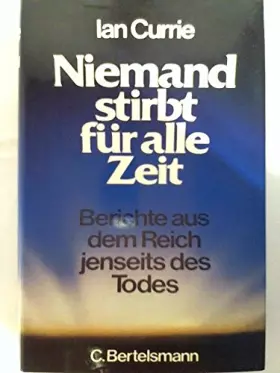 Ian Currie
Niemand
stirbt
für alle
Zeit
Berichte aus
dem Reich
jenseits des
Todes
C. Bertelsmann